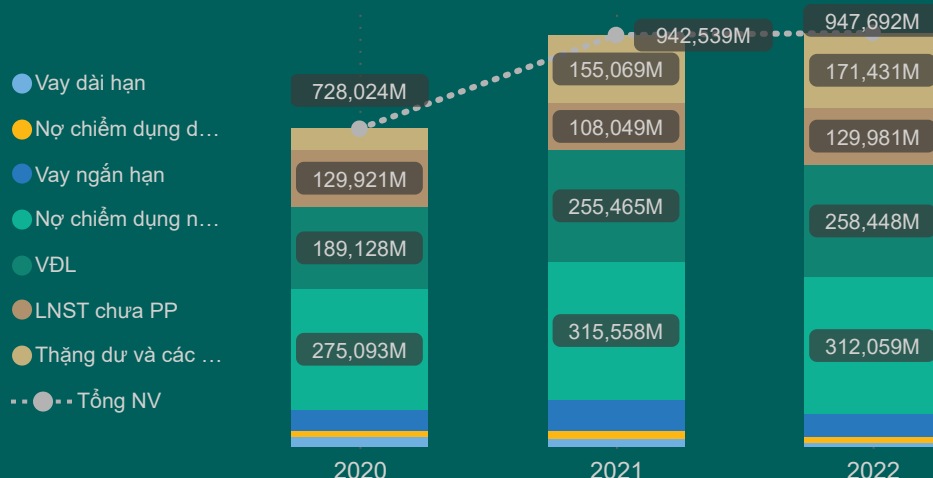 Vay dài hạn
Nợ chiếm dụng d…
Vay ngắn hạn
Nợ chiếm dụng n…
VĐL
LNST chưa PP
Thặng dư và các …
Tổng NV
728,024M
129,921M
189,128M
275,093M
2020
942,539M
155,069M
108,049M
255,465M
315,558M
2021
947,692M
171,431M
129,981M
258,448M
312,059M
2022